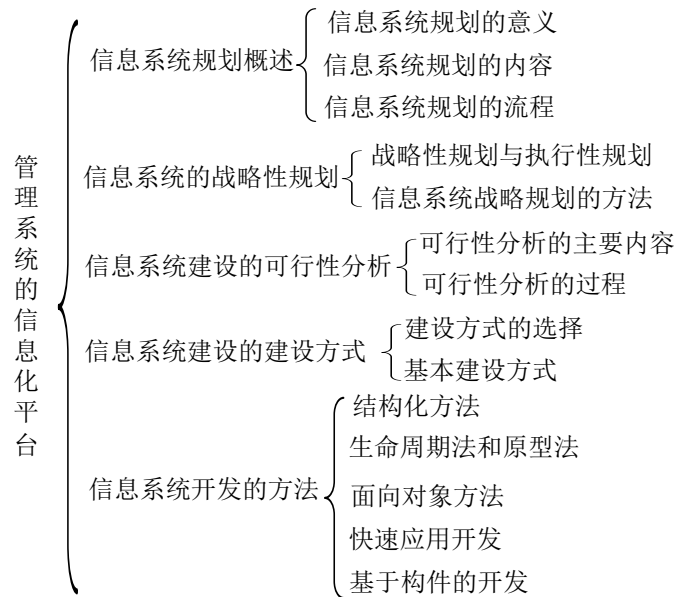 管理系统的信息化平台
信息系统规划概述
信息系统规划的意义
信息系统规划的内容
信息系统规划的流程
信息系统的战略性规划
战略性规划与执行性规划
信息系统战略规划的方法
信息系统建设的可行性分析
可行性分析的主要内容
可行性分析的过程
信息系统建设的建设方式
建设方式的选择
基本建设方式
信息系统开发的方法
结构化方法
生命周期法和原型法
面向对象方法
快速应用开发
基于构件的开发